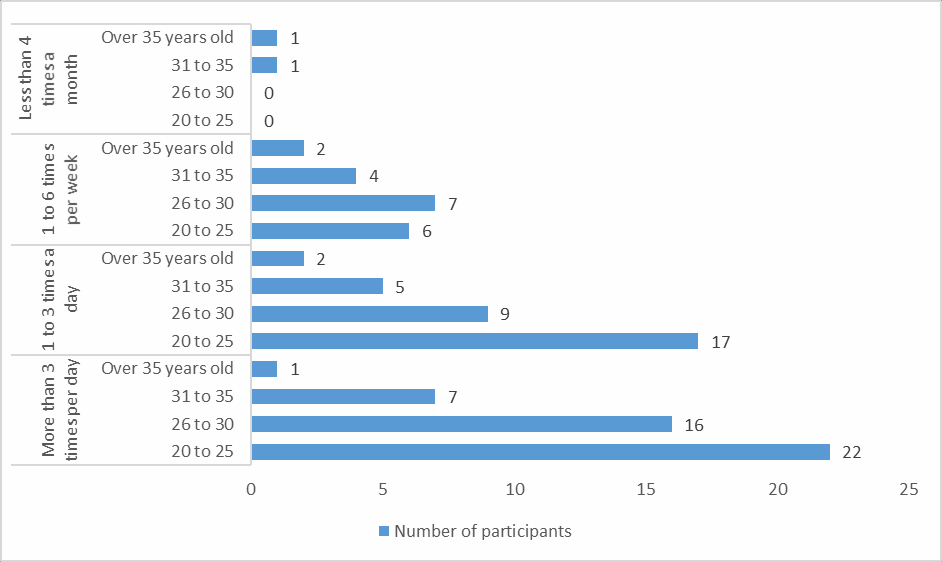 Less than 4
times a
month
Over 35 years old
1
31 to 35
1
26 to 30
0
20 to 25
0
1 to 6 times
per week
Over 35 years old
2
31 to 35
4
26 to 30
7
20 to 25
6
1 to 3 times a
day
Over 35 years old
2
31 to 35
5
26 to 30
9
20 to 25
17
More than 3
times per day
Over 35 years old
1
31 to 35
7
26 to 30
16
20 to 25
22
0 5 10 15 20 25
Number of participants